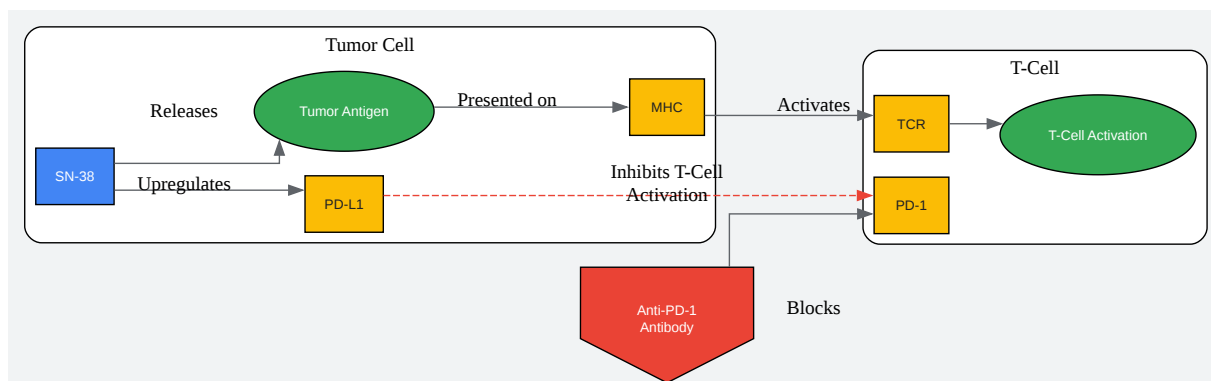 Tumor Cell
T-Cell
Releases
Tumor Antigen
Presented on
MHC
Activates
TCR
T-Cell Activation
SN-38
Upregulates
PD-L1
Inhibits T-Cell
Activation
PD-1
Anti-PD-1
Antibody
Blocks